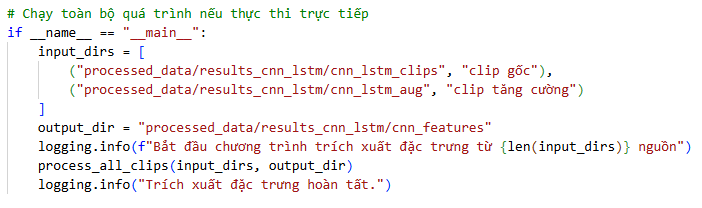 # Chạy toàn bộ quá trình nếu thực thi trực tiếp
if __name__ == "__main__":
    input_dirs = [
        ("processed_data/results_cnn_lstm/cnn_lstm_clips", "clip gốc"),
        ("processed_data/results_cnn_lstm/cnn_lstm_aug", "clip tăng cường")
    ]
    output_dir = "processed_data/results_cnn_lstm/cnn_features"
    logging.info(f"Bắt đầu chương trình trích xuất đặc trưng từ {len(input_dirs)} nguồn")
    process_all_clips(input_dirs, output_dir)
    logging.info("Trích xuất đặc trưng hoàn tất.")